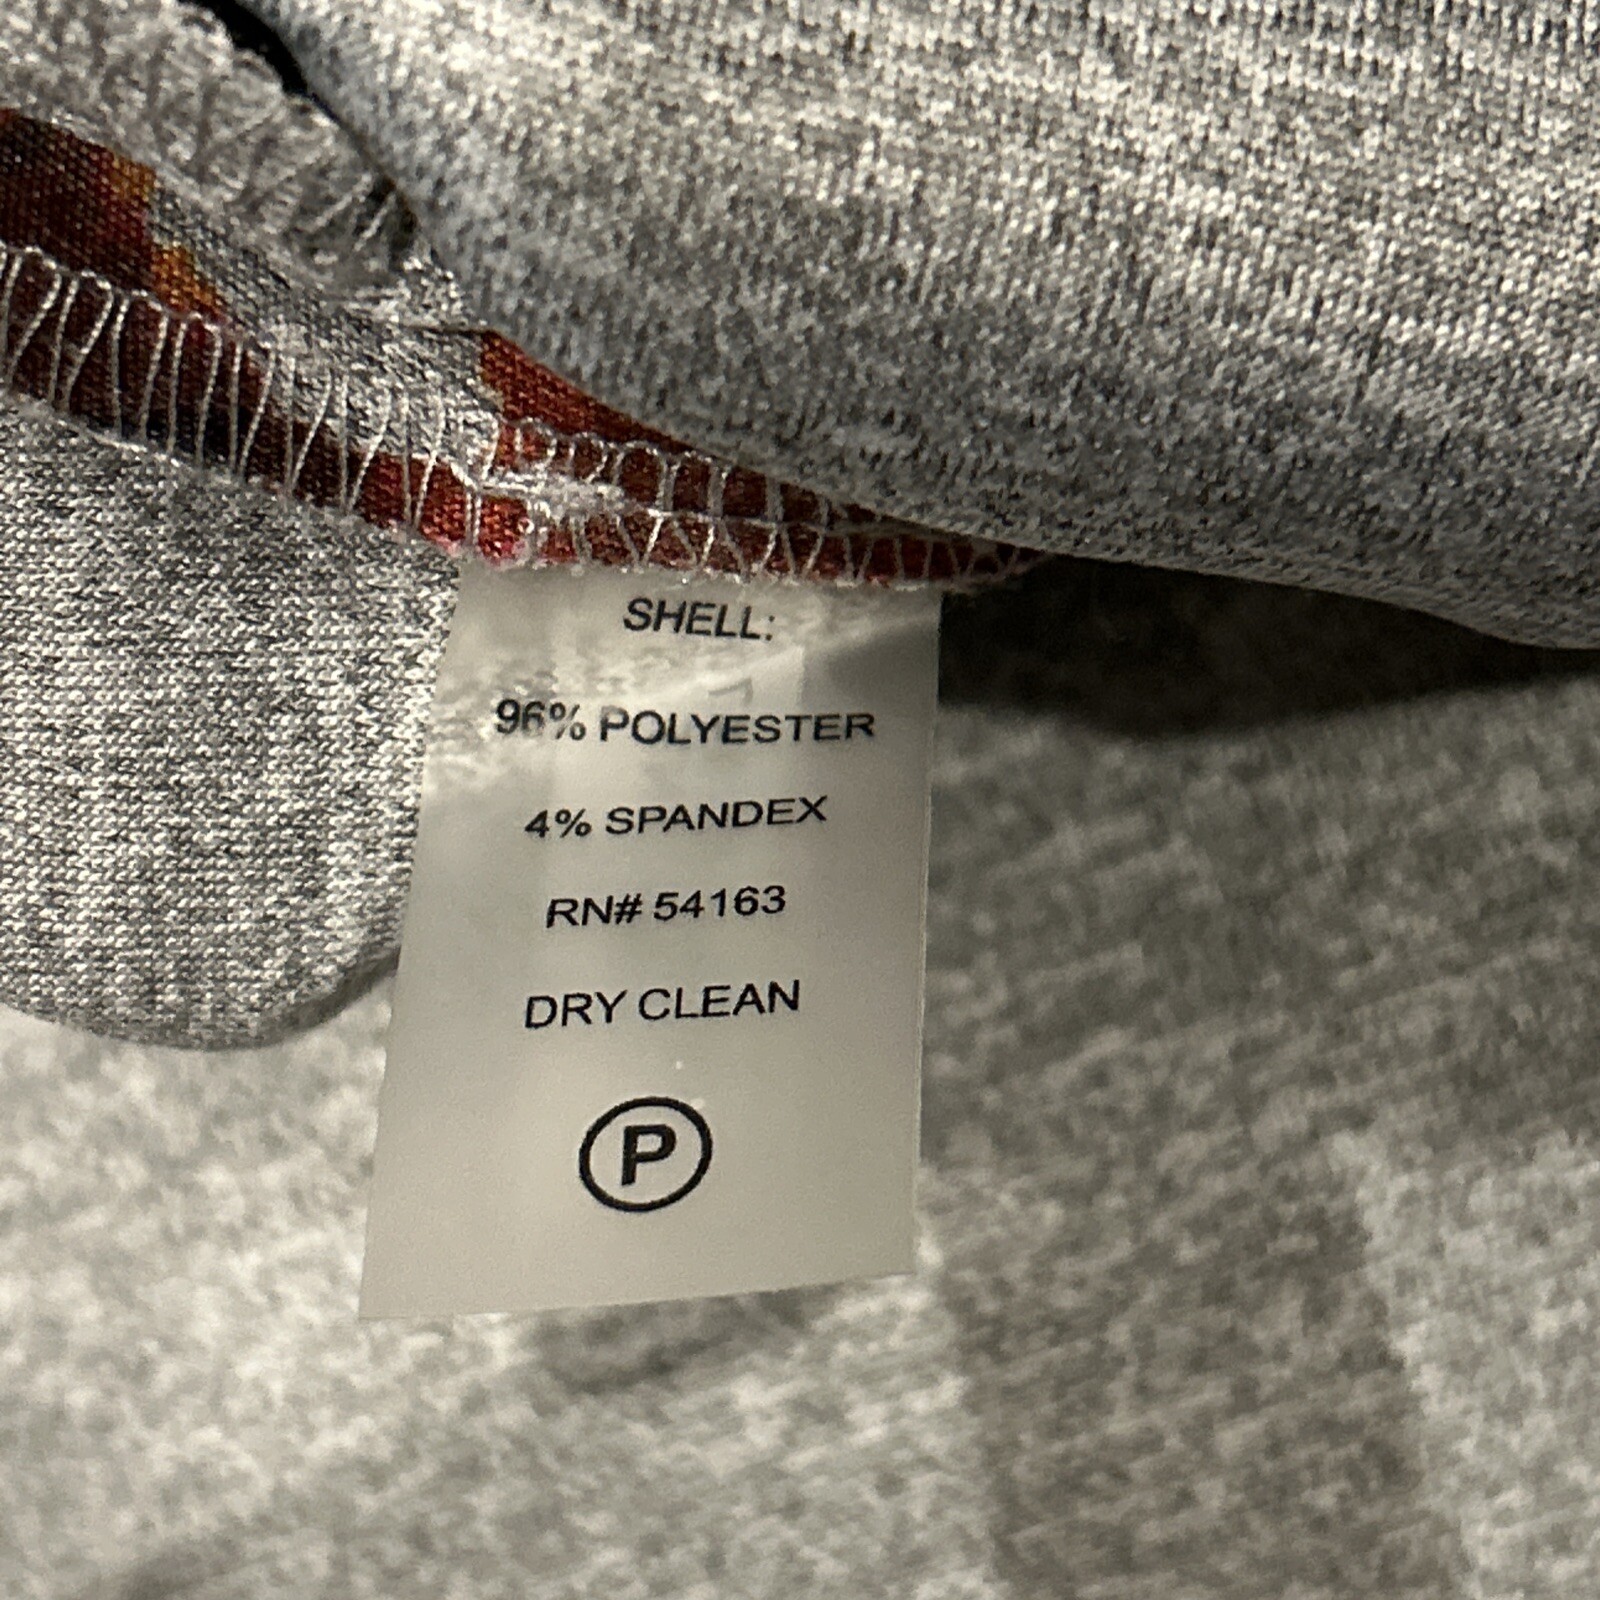 SHELL:
96% POLYESTER
4% SPANDEX
RN# 54163
DRY CLEAN
P